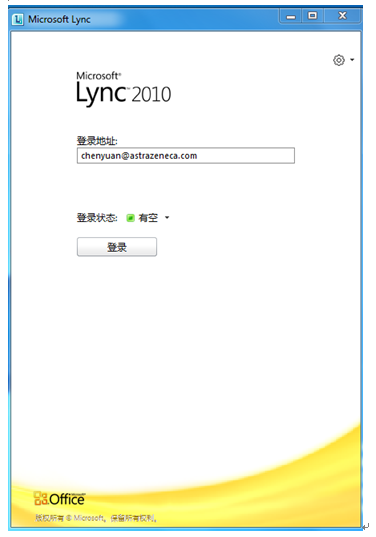 Microsoft Lync
Microsoft®
Lync™ 2010
登录地址:
chenyuan@astrazeneca.com
登录状态: 有空
登录
Office
版权所有 © Microsoft。保留所有权利。